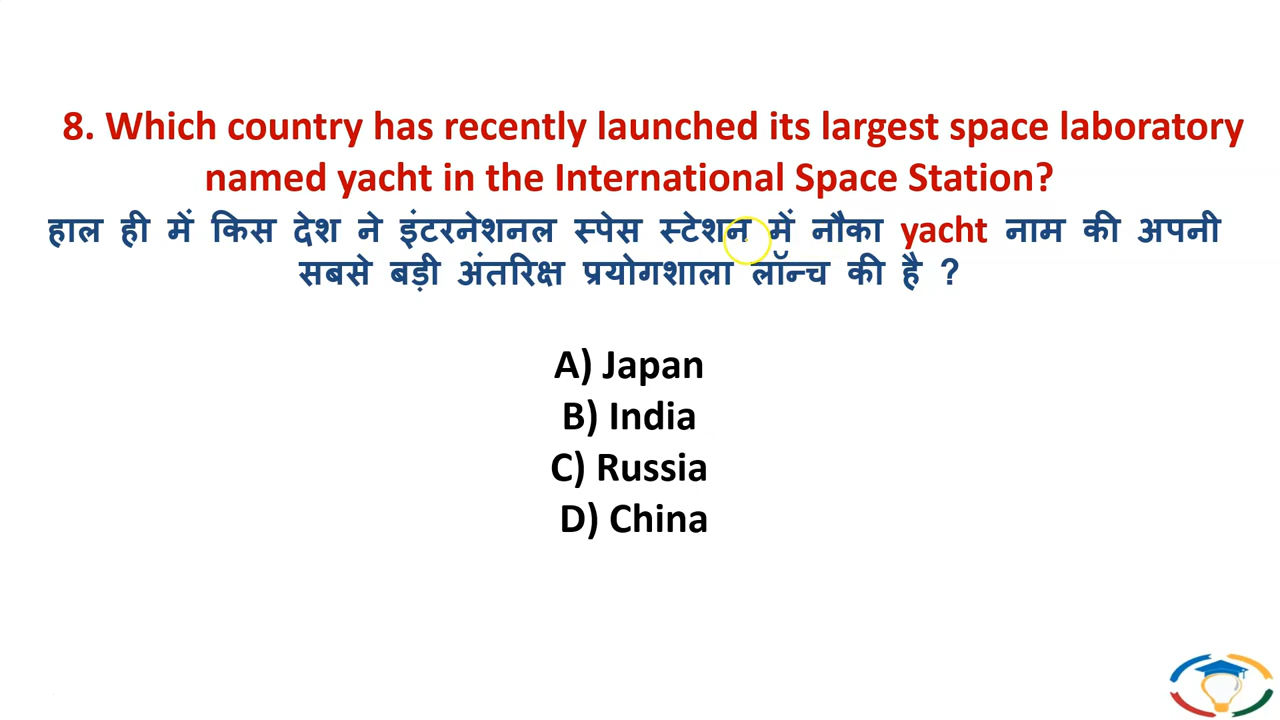 8. Which country has recently launched its largest space laboratory
named yacht in the International Space Station?
हाल ही में किस देश ने इंटरनेशनल स्पेस स्टेशन में नौका yacht नाम की अपनी
सबसे बड़ी अंतरिक्ष प्रयोगशाला लॉन्च की है ?
A) Japan
B) India
C) Russia
D) China